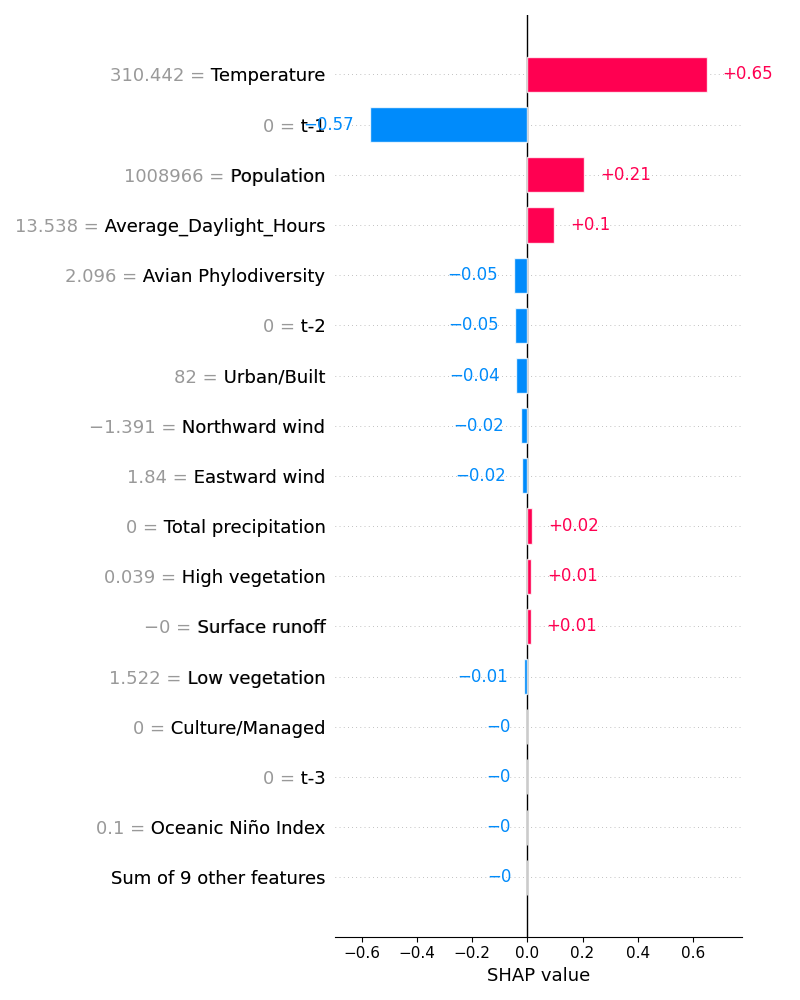 310.442 = Temperature +0.65
0 = t-1 −0.57
1008966 = Population +0.21
13.538 = Average_Daylight_Hours +0.1
2.096 = Avian Phylodiversity −0.05
0 = t-2 −0.05
82 = Urban/Built −0.04
−1.391 = Northward wind −0.02
1.84 = Eastward wind −0.02
0 = Total precipitation +0.02
0.039 = High vegetation +0.01
−0 = Surface runoff +0.01
1.522 = Low vegetation −0.01
0 = Culture/Managed −0
0 = t-3 −0
0.1 = Oceanic Niño Index −0
Sum of 9 other features −0
−0.6 −0.4 −0.2 0.0 0.2 0.4 0.6
SHAP value